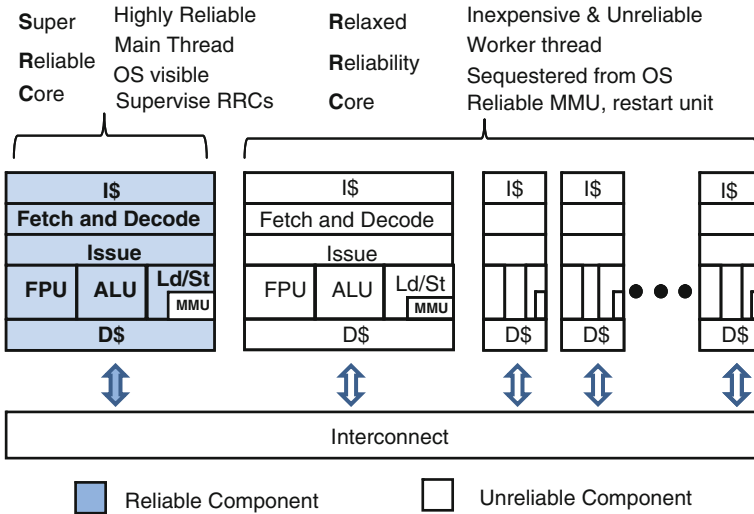 Super
Reliable
Core
Highly Reliable
Main Thread
OS visible
Supervise RRCs
Relaxed
Reliability
Core
Inexpensive & Unreliable
Worker thread
Sequestered from OS
Reliable MMU, restart unit
I$
Fetch and Decode
Issue
FPU
ALU
Ld/St
MMU
D$
I$
Fetch and Decode
Issue
FPU
ALU
Ld/St
MMU
D$
I$
D$
I$
D$
I$
D$
Interconnect
Reliable Component
Unreliable Component